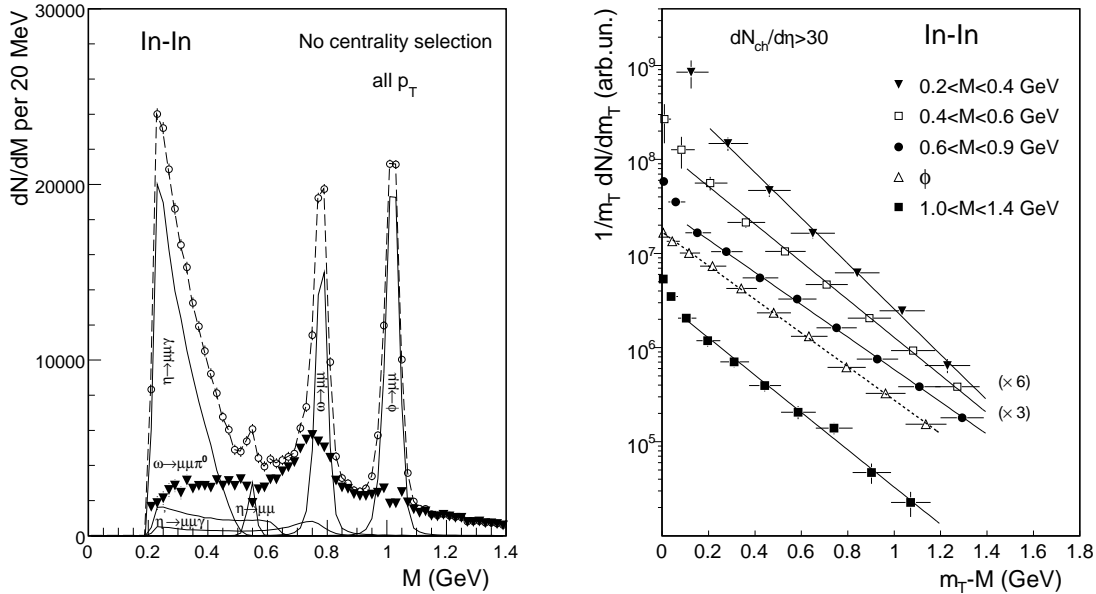 In-In
No centrality selection
all p_T
dN/dM per 20 MeV
30000
20000
10000
0
η→μμγ
ω→μμπ⁰
η→μμγ
η→μμ
ω→μμ
φ→μμ
0 0.2 0.4 0.6 0.8 1 1.2 1.4
M (GeV)
dN_ch/dη>30
In-In
1/m_T dN/dm_T (arb.un.)
0.2<M<0.4 GeV
0.4<M<0.6 GeV
0.6<M<0.9 GeV
ϕ
1.0<M<1.4 GeV
10⁹
10⁸
10⁷
10⁶
10⁵
(× 6)
(× 3)
0 0.2 0.4 0.6 0.8 1 1.2 1.4 1.6 1.8
m_T-M (GeV)